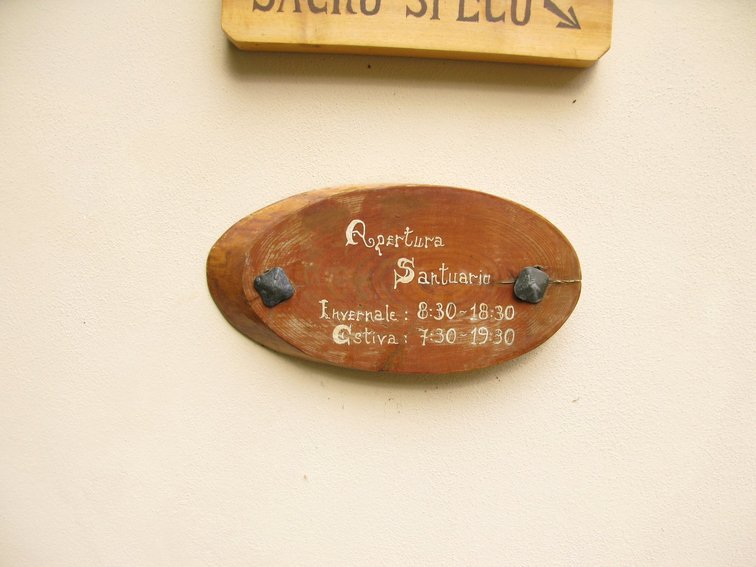 SACRO SPECO
Apertura
Santuario
Invernale: 8:30-18:30
Estiva: 7:30-19:30